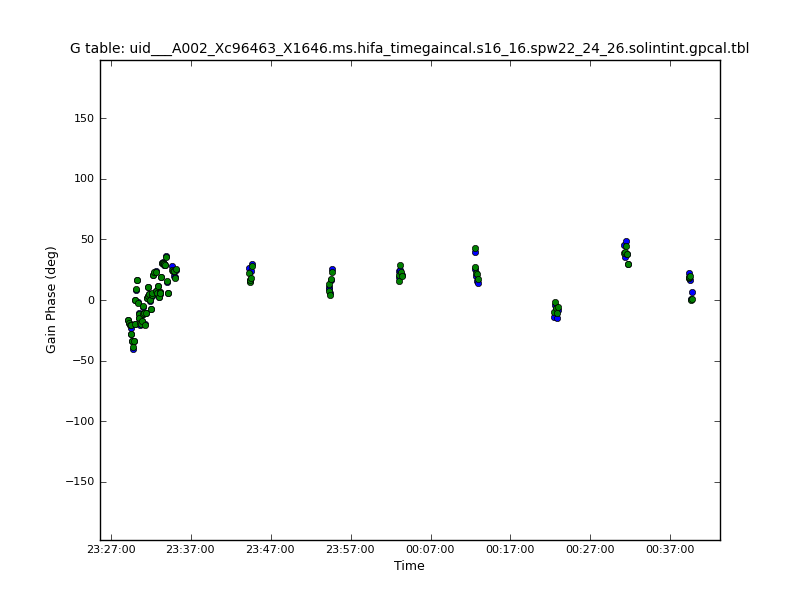 G table: uid___A002_Xc96463_X1646.ms.hifa_timegaincal.s16_16.spw22_24_26.solintint.gpcal.tbl
150
100
50
0
−50
−100
−150
Gain Phase (deg)
23:27:00 23:37:00 23:47:00 23:57:00 00:07:00 00:17:00 00:27:00 00:37:00
Time